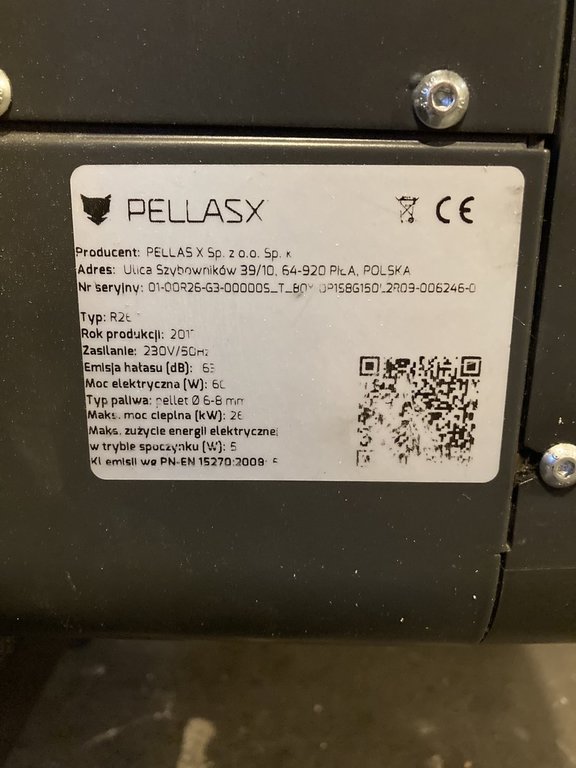 PELLASX
CE
Producent: PELLAS X Sp. z o.o. Sp. k
Adres: Ulica Szybowników 39/10, 64-920 PIŁA, POLSKA
Nr seryjny:
Typ:
Rok produkcji:
Zasilanie: 230V/50Hz
Emisja hałasu (dB):
Moc elektryczna (W):
Typ paliwa: pellet Ø 6-8 mm
Maks. moc cieplna (kW): 26
Maks. zużycie energii elektrycznej
w trybie spoczynku (W): 5
Kl emisji wg PN-EN 15270:2008: